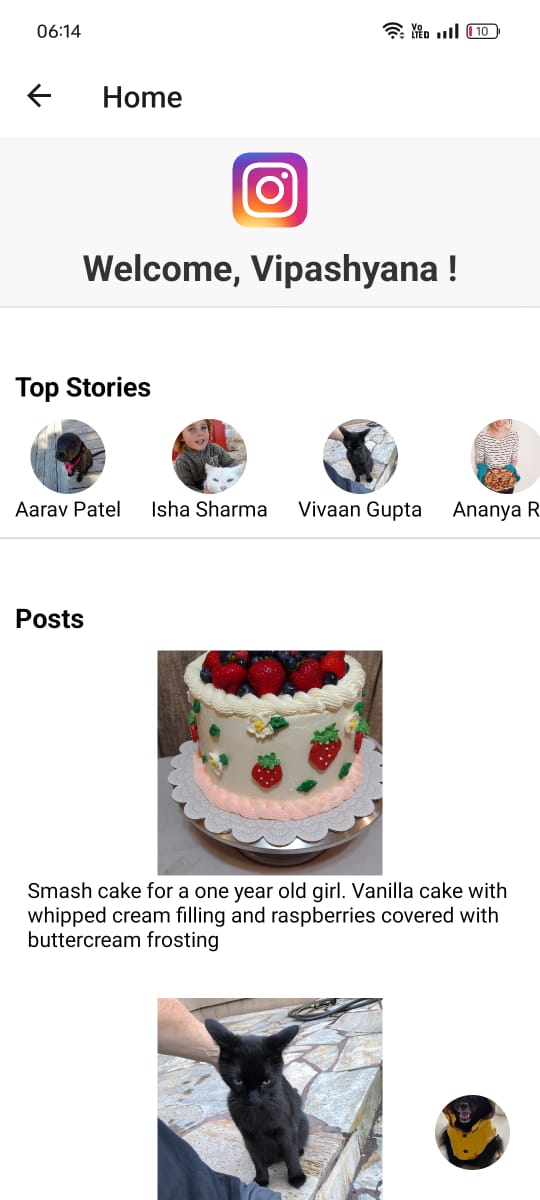 06:14
Vo
LTED
10
Home
Welcome, Vipashyana !
Top Stories
Aarav Patel
Isha Sharma
Vivaan Gupta
Ananya R
Posts
Smash cake for a one year old girl. Vanilla cake with
whipped cream filling and raspberries covered with
buttercream frosting